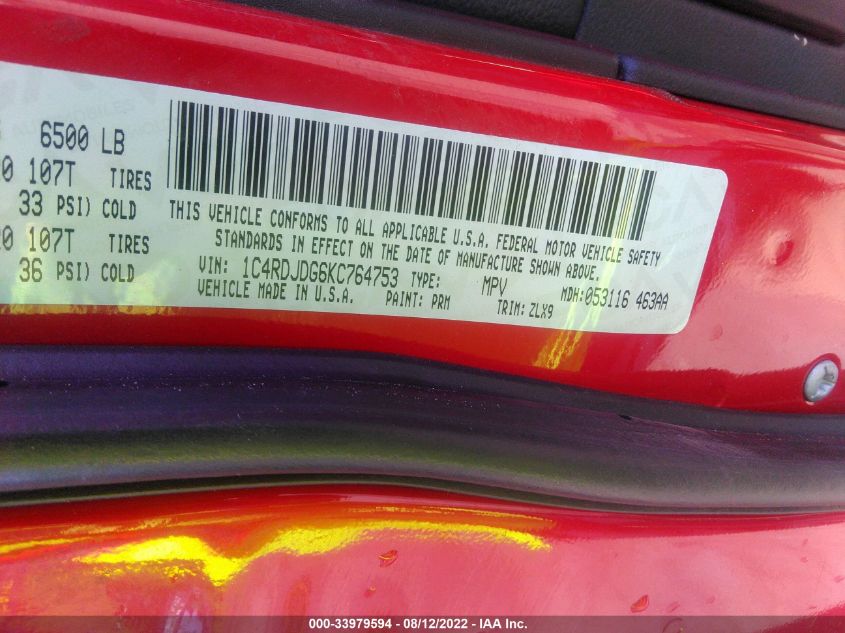 6500 LB
0 107T TIRES
33 PSI) COLD
20 107T TIRES
36 PSI) COLD
THIS VEHICLE CONFORMS TO ALL APPLICABLE U.S.A. FEDERAL MOTOR VEHICLE SAFETY
STANDARDS IN EFFECT ON THE DATE OF MANUFACTURE SHOWN ABOVE.
VIN: 1C4RDJDG6KC764753 TYPE: MPV MDH:053116 463AA
VEHICLE MADE IN U.S.A. PAINT: PRM TRIM: ZLX9
000-33979594 - 08/12/2022 - IAA Inc.